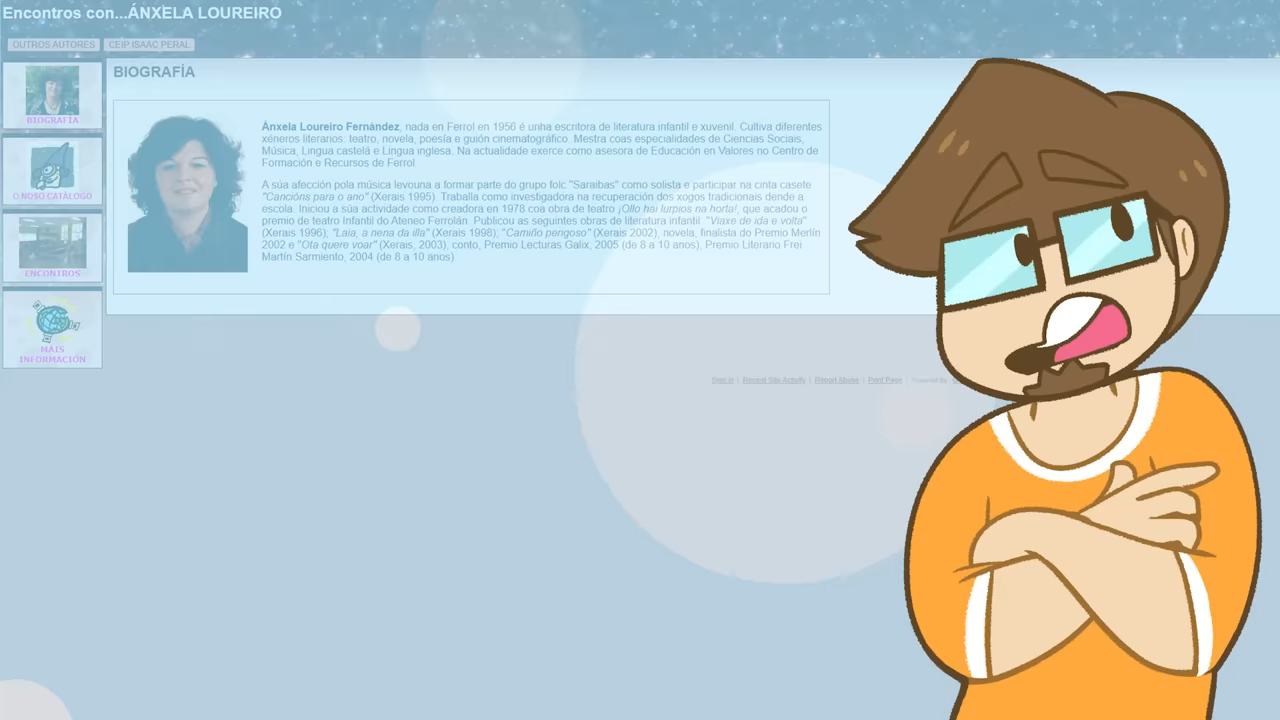 Encontros con...ÁNXELA LOUREIRO
OUTROS AUTORES CEIP ISAAC PERAL
BIOGRAFÍA
O NOSO CATÁLOGO
ENCONTROS
MÁIS
INFORMACIÓN
BIOGRAFÍA
Ánxela Loureiro Fernández, nada en Ferrol en 1956 é unha escritora de literatura infantil e xuvenil. Cultiva diferentes
xéneros literarios: teatro, novela, poesía e guión cinematográfico. Mestra coas especialidades de Ciencias Sociais,
Música, Lingua castelá e Lingua inglesa. Na actualidade exerce como asesora de Educación en Valores no Centro de
Formación e Recursos de Ferrol.
A súa afección pola música levouna a formar parte do grupo folc "Saraibas" como solista e participar na cinta casete
"Cancións para o ano" (Xerais 1995). Traballa como investigadora na recuperación dos xogos tradicionais dende a
escola. Iniciou a súa actividade como creadora en 1978 con obra de teatro ¡Ollo hai lurpios na horta!, que acadou o
premio de teatro Infantil do Ateneo Ferrolán. Publicou as seguintes obras de literatura infantil: "Viaxe de ida e volta"
(Xerais 1996), "Laia, a nena da illa" (Xerais 1998), "Camiño pengoso" (Xerais 2002), novela, finalista do Premio Merlín
2002 e "Ota quere voar" (Xerais, 2003), conto, Premio Lecturas Galix, 2005 (de 8 a 10 anos), Premio Literario Frei
Martín Sarmiento, 2004 (de 8 a 10 anos).
Sign in | Recent Site Activity | Report Abuse | Print Page | Powered By